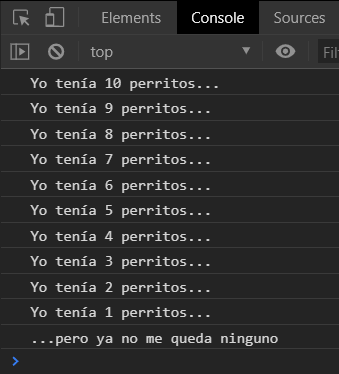 Elements Console Sources
top
Yo tenía 10 perritos...
Yo tenía 9 perritos...
Yo tenía 8 perritos...
Yo tenía 7 perritos...
Yo tenía 6 perritos...
Yo tenía 5 perritos...
Yo tenía 4 perritos...
Yo tenía 3 perritos...
Yo tenía 2 perritos...
Yo tenía 1 perritos...
...pero ya no me queda ninguno